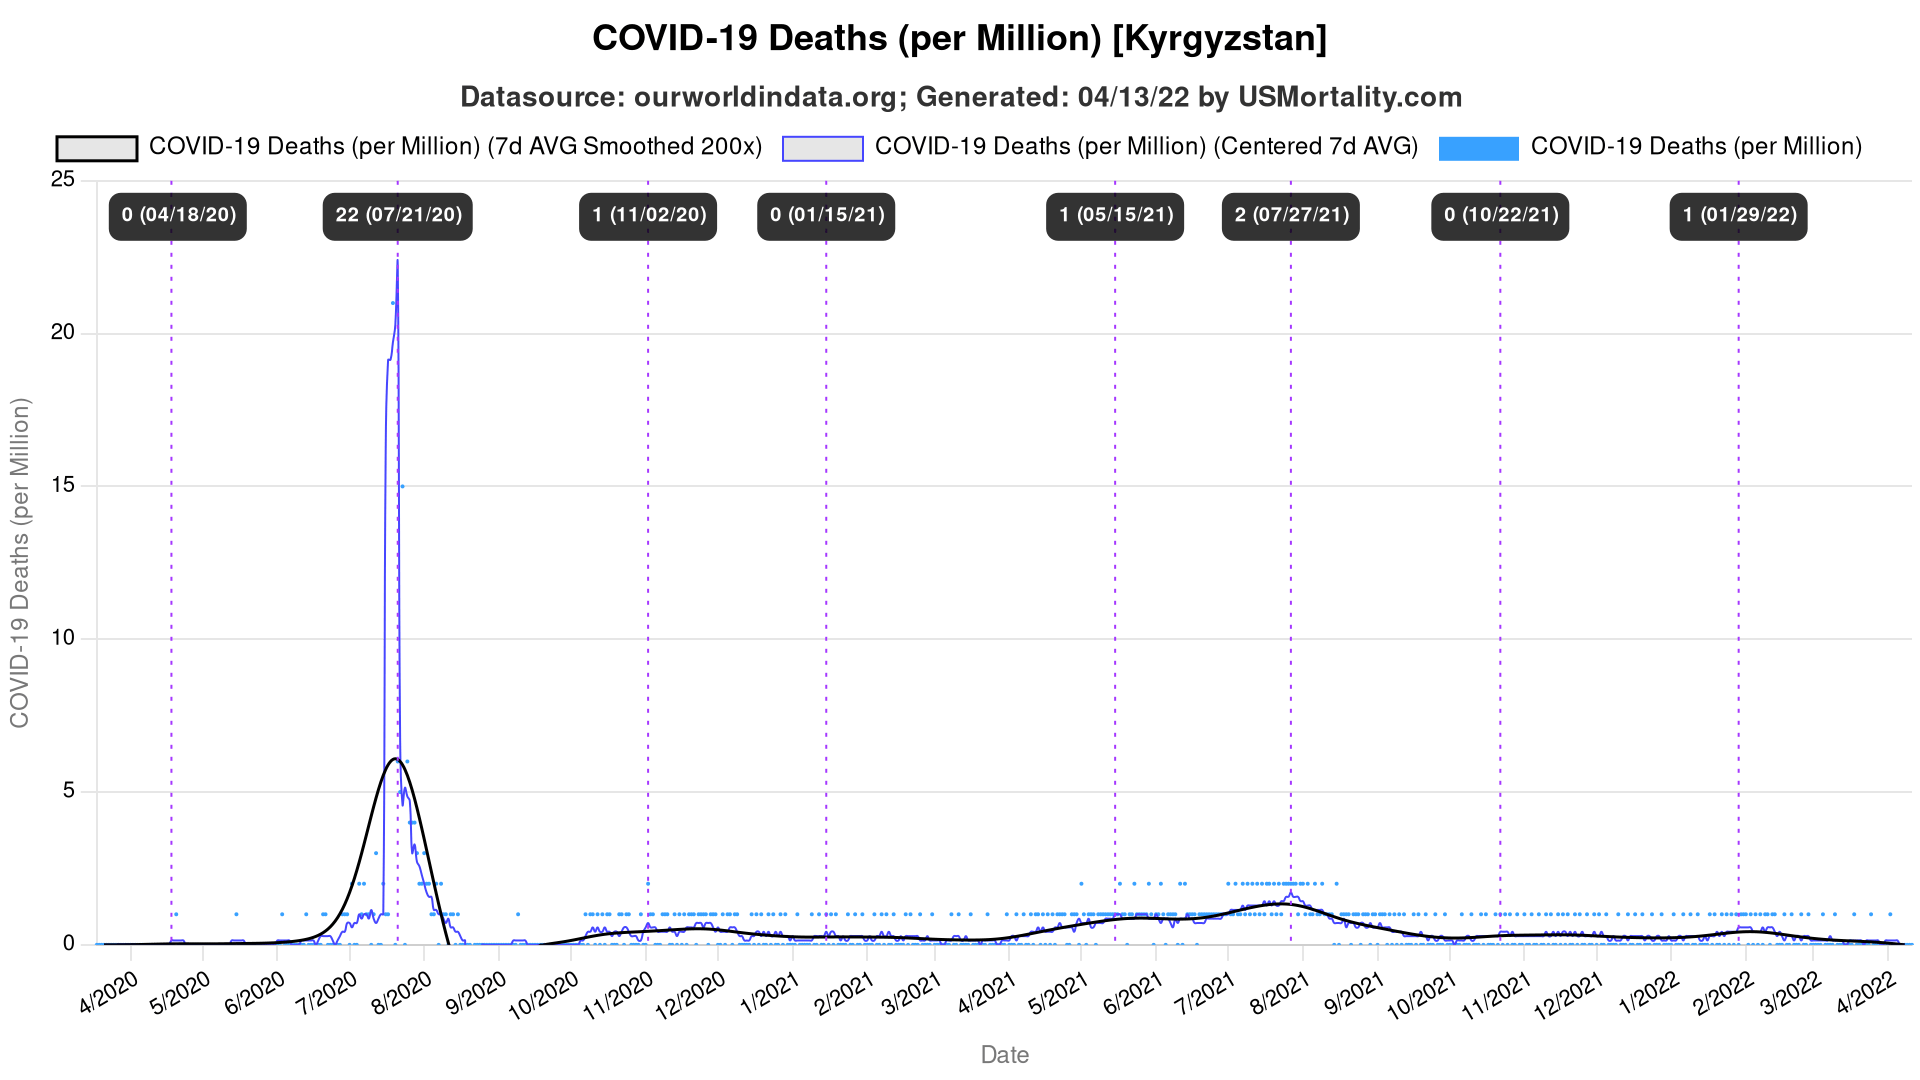 COVID-19 Deaths (per Million) [Kyrgyzstan]
Datasource: ourworldindata.org; Generated: 04/13/22 by USMortality.com
COVID-19 Deaths (per Million) (7d AVG Smoothed 200x) COVID-19 Deaths (per Million) (Centered 7d AVG) COVID-19 Deaths (per Million)
0 (04/18/20) 22 (07/21/20) 1 (11/02/20) 0 (01/15/21) 1 (05/15/21) 2 (07/27/21) 0 (10/22/21) 1 (01/29/22)
COVID-19 Deaths (per Million)
25
20
15
10
5
0
4/2020 5/2020 6/2020 7/2020 8/2020 9/2020 10/2020 11/2020 12/2020 1/2021 2/2021 3/2021 4/2021 5/2021 6/2021 7/2021 8/2021 9/2021 10/2021 11/2021 12/2021 1/2022 2/2022 3/2022 4/2022
Date